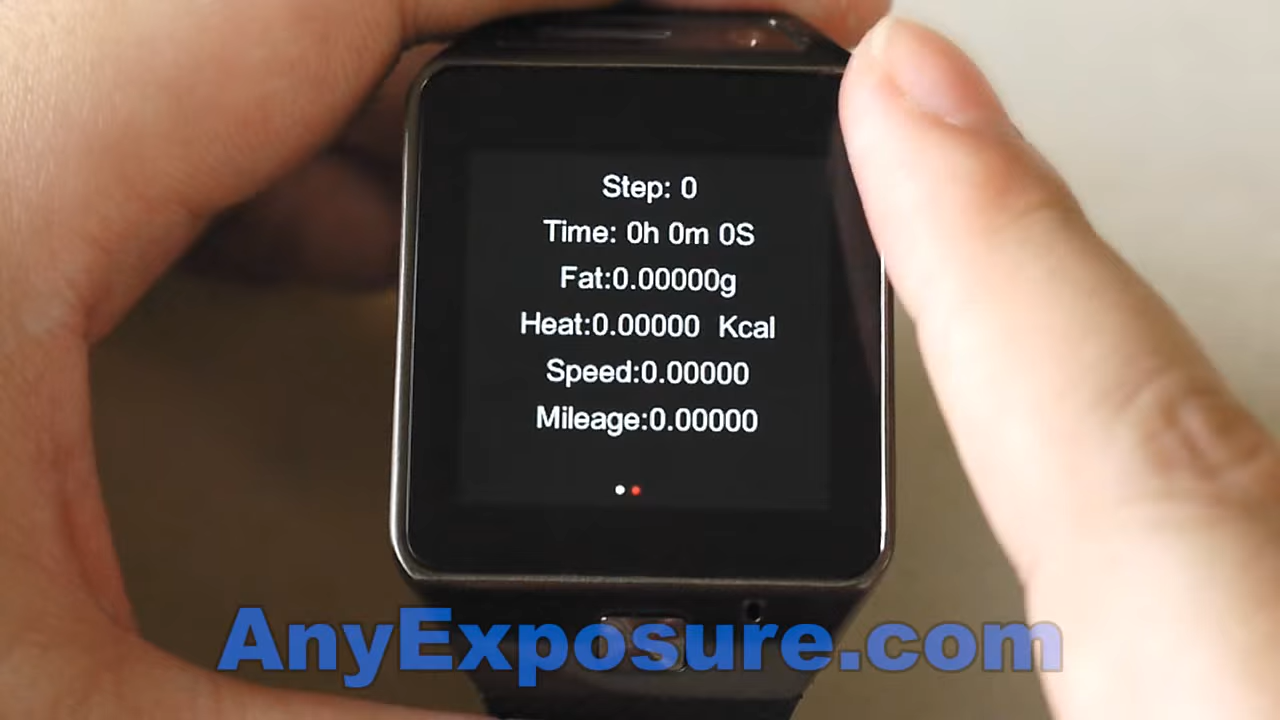 Step: 0
Time: 0h 0m 0S
Fat:0.00000g
Heat:0.00000 Kcal
Speed:0.00000
Mileage:0.00000
AnyExposure.com